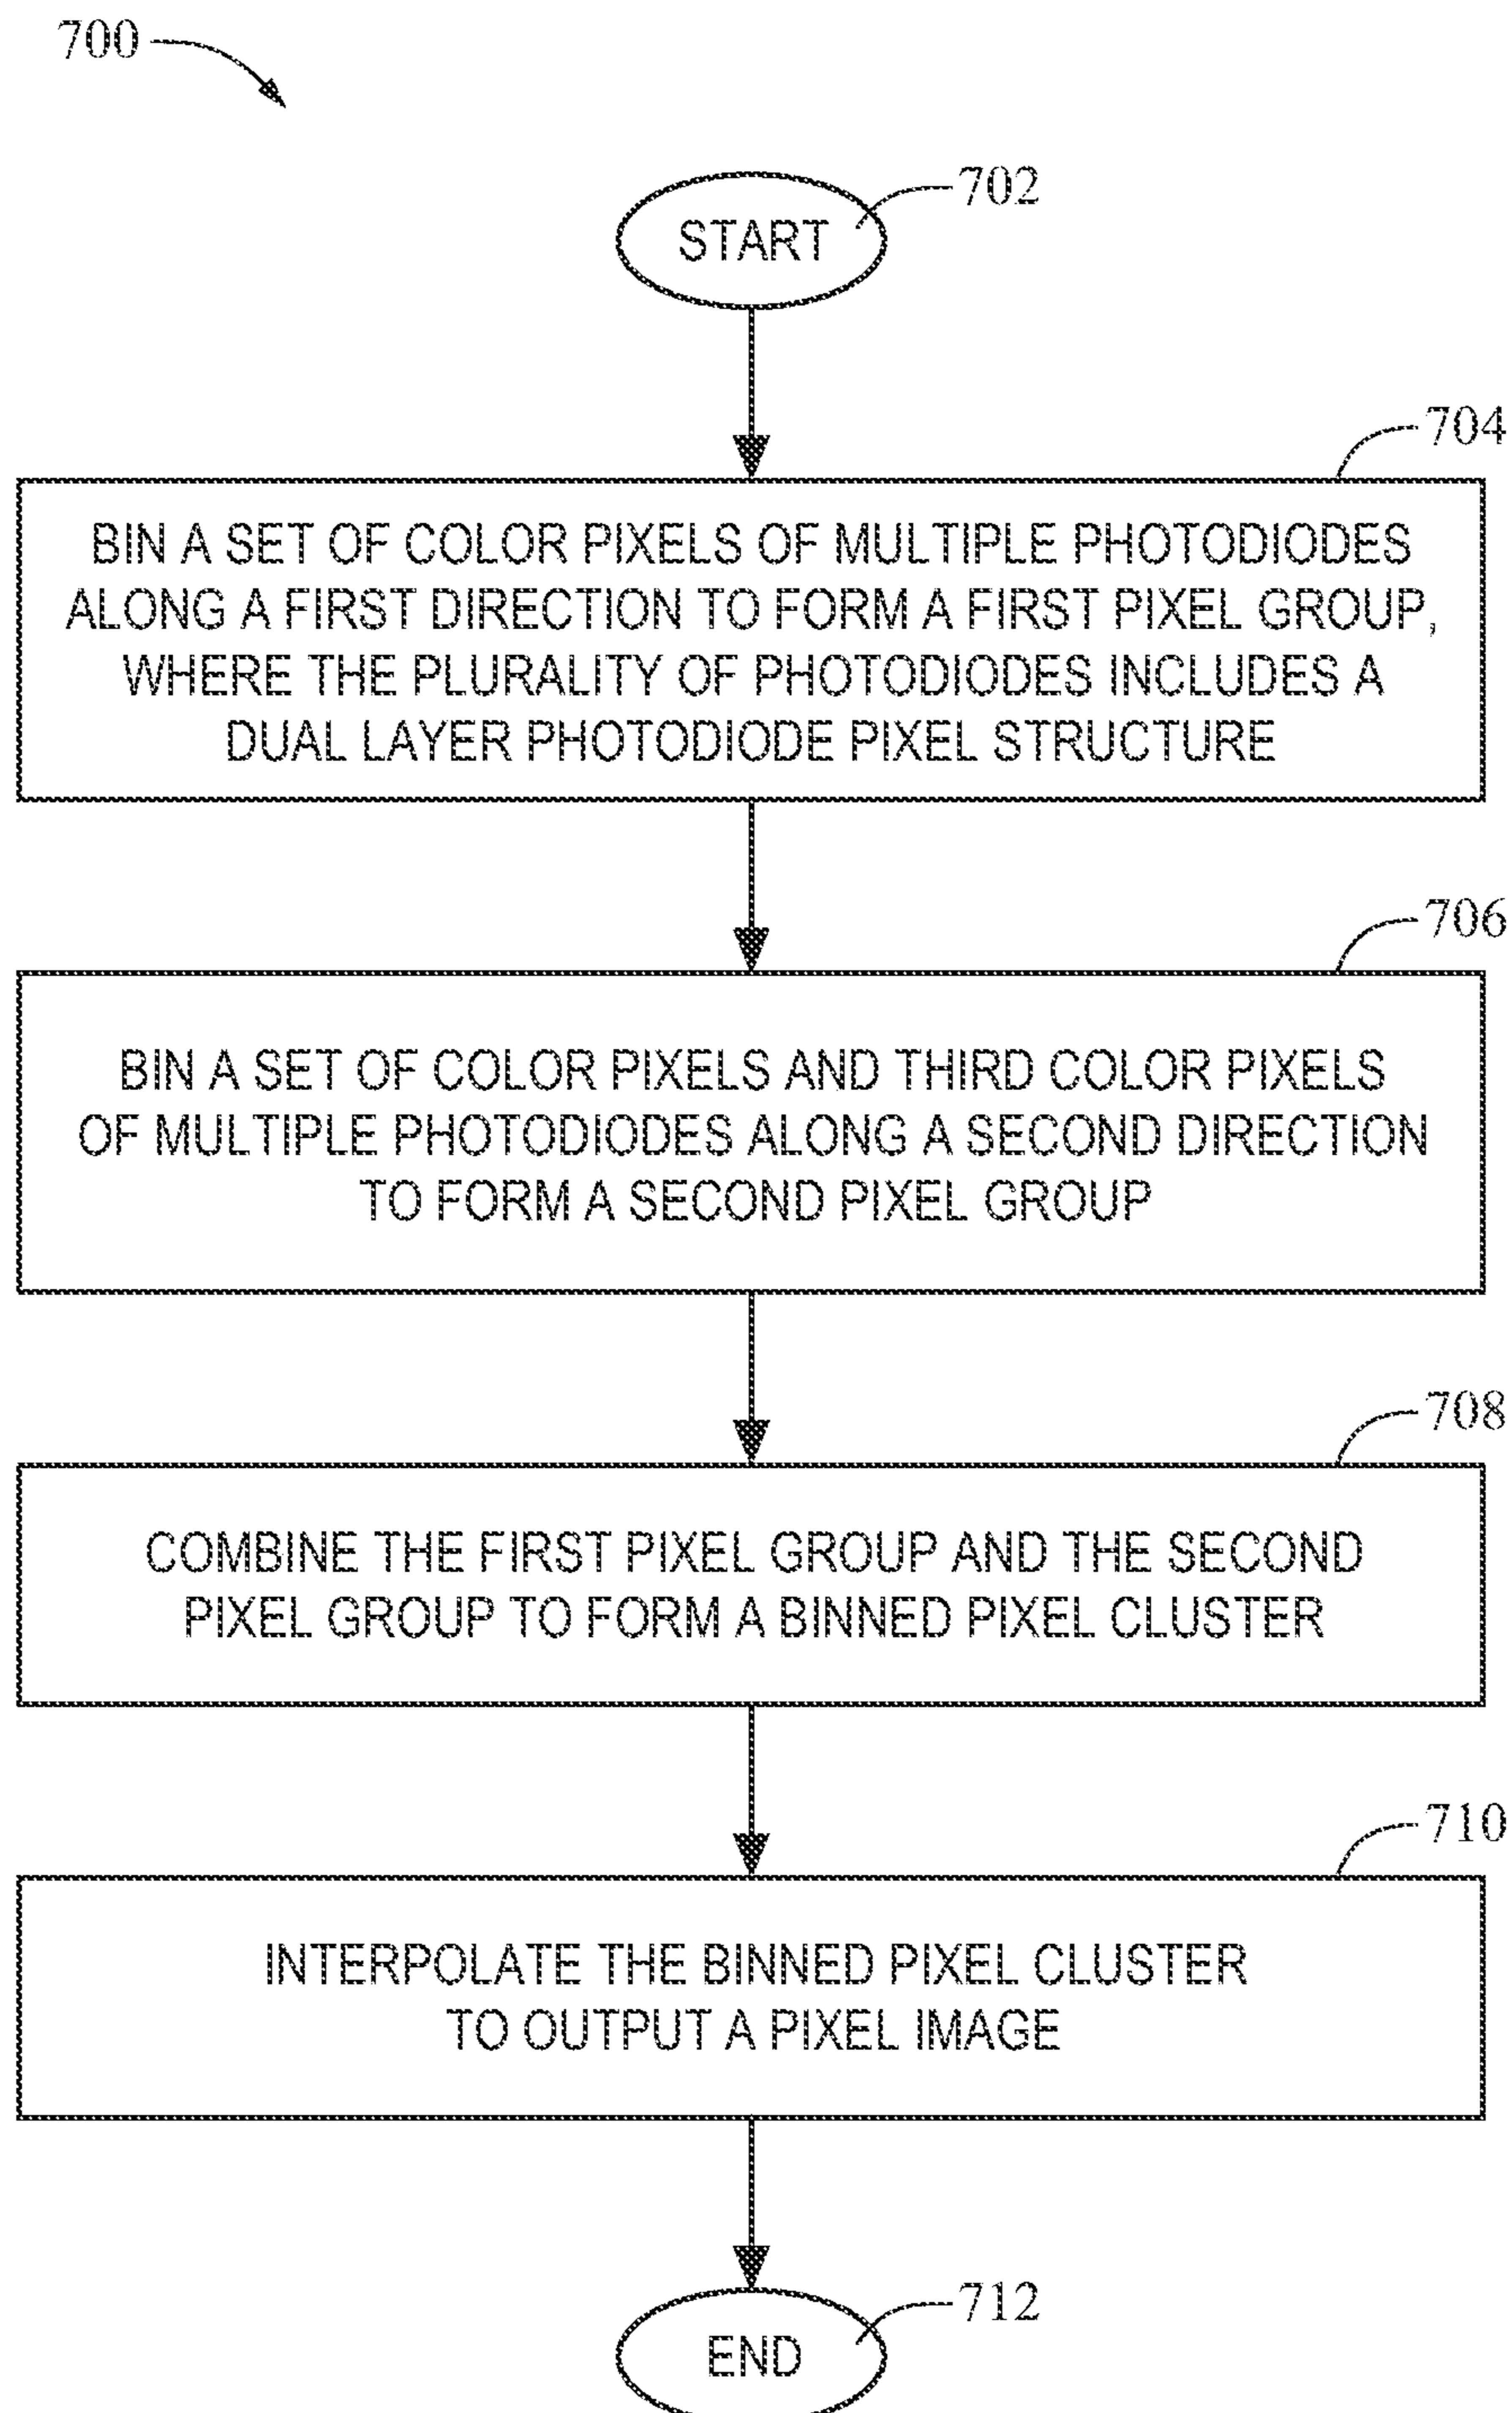 700
702
START
704
BIN A SET OF COLOR PIXELS OF MULTIPLE PHOTODIODES
ALONG A FIRST DIRECTION TO FORM A FIRST PIXEL GROUP,
WHERE THE PLURALITY OF PHOTODIODES INCLUDES A
DUAL LAYER PHOTODIODE PIXEL STRUCTURE
706
BIN A SET OF COLOR PIXELS AND THIRD COLOR PIXELS
OF MULTIPLE PHOTODIODES ALONG A SECOND DIRECTION
TO FORM A SECOND PIXEL GROUP
708
COMBINE THE FIRST PIXEL GROUP AND THE SECOND
PIXEL GROUP TO FORM A BINNED PIXEL CLUSTER
710
INTERPOLATE THE BINNED PIXEL CLUSTER
TO OUTPUT A PIXEL IMAGE
712
END